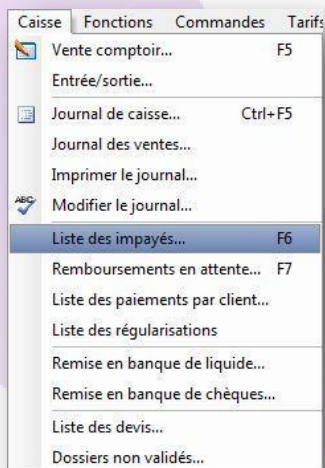 Caisse Fonctions Commandes Tarifs
Vente comptoir... F5
Entrée/sortie...
Journal de caisse... Ctrl+F5
Journal des ventes...
Imprimer le journal...
ABC Modifier le journal...
Liste des impayés... F6
Remboursements en attente... F7
Liste des paiements par client...
Liste des régularisations
Remise en banque de liquide...
Remise en banque de chèques...
Liste des devis...
Dossiers non validés...